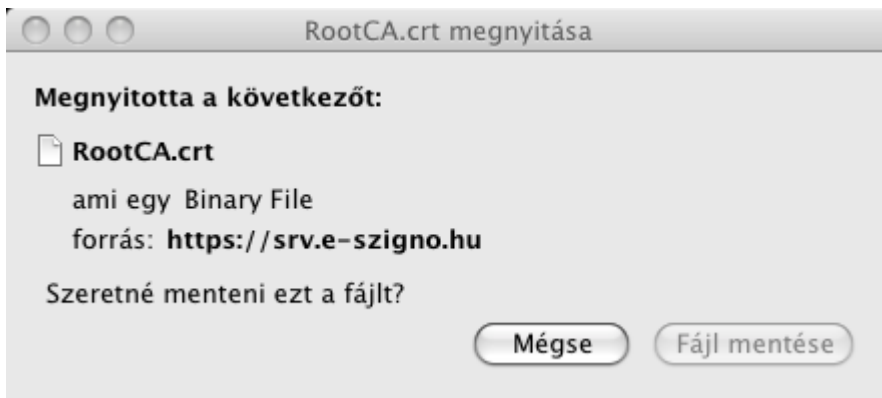 RootCA.crt megnyitása
Megnyitotta a következőt:
RootCA.crt
ami egy Binary File
forrás: https://srv.e-szigno.hu
Szeretné menteni ezt a fájlt?
Mégse Fájl mentése